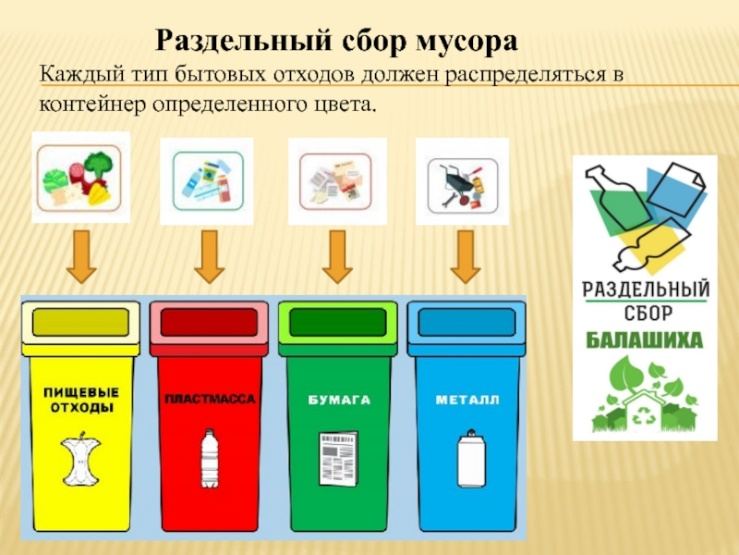 Раздельный сбор мусора
Каждый тип бытовых отходов должен распределяться в
контейнер определенного цвета.
ПИЩЕВЫЕ
ОТХОДЫ
ПЛАСТМАССА
БУМАГА
МЕТАЛЛ
РАЗДЕЛЬНЫЙ
СБОР
БАЛАШИХА